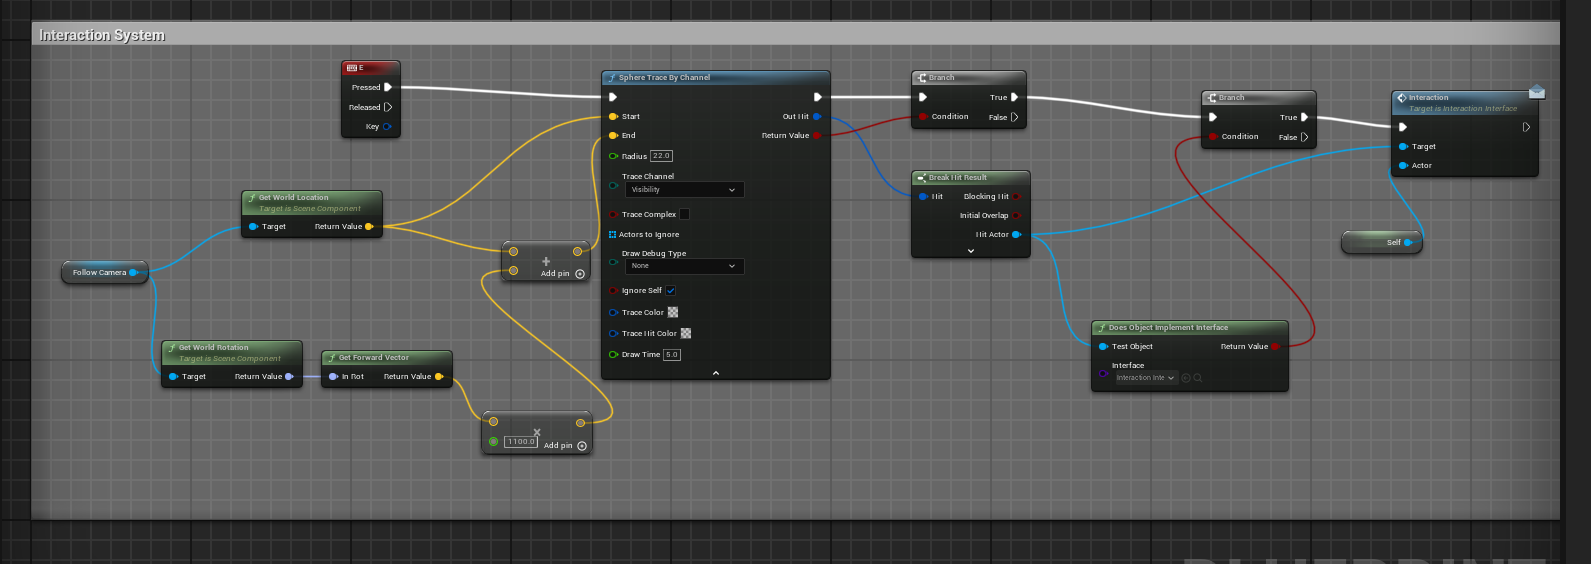 Interaction System
E
Pressed
Released
Key
Follow Camera
Get World Location
Target is Scene Component
Target
Return Value
Get World Rotation
Target is Scene Component
Target
Return Value
Get Forward Vector
In Rot
Return Value
+
Add pin
×
1100.0
Add pin
f Sphere Trace By Channel
Start
Out Hit
End
Return Value
Radius 22.0
Trace Channel
Visibility
Trace Complex
Actors to Ignore
Draw Debug Type
None
Ignore Self
Trace Color
Trace Hit Color
Draw Time 5.0
Branch
True
Condition
False
Break Hit Result
Hit
Blocking Hit
Initial Overlap
Hit Actor
Does Object Implement Interface
Test Object
Return Value
Interface
Interaction Inte
Branch
True
Condition
False
Interaction
Target is Interaction Interface
Target
Actor
Self